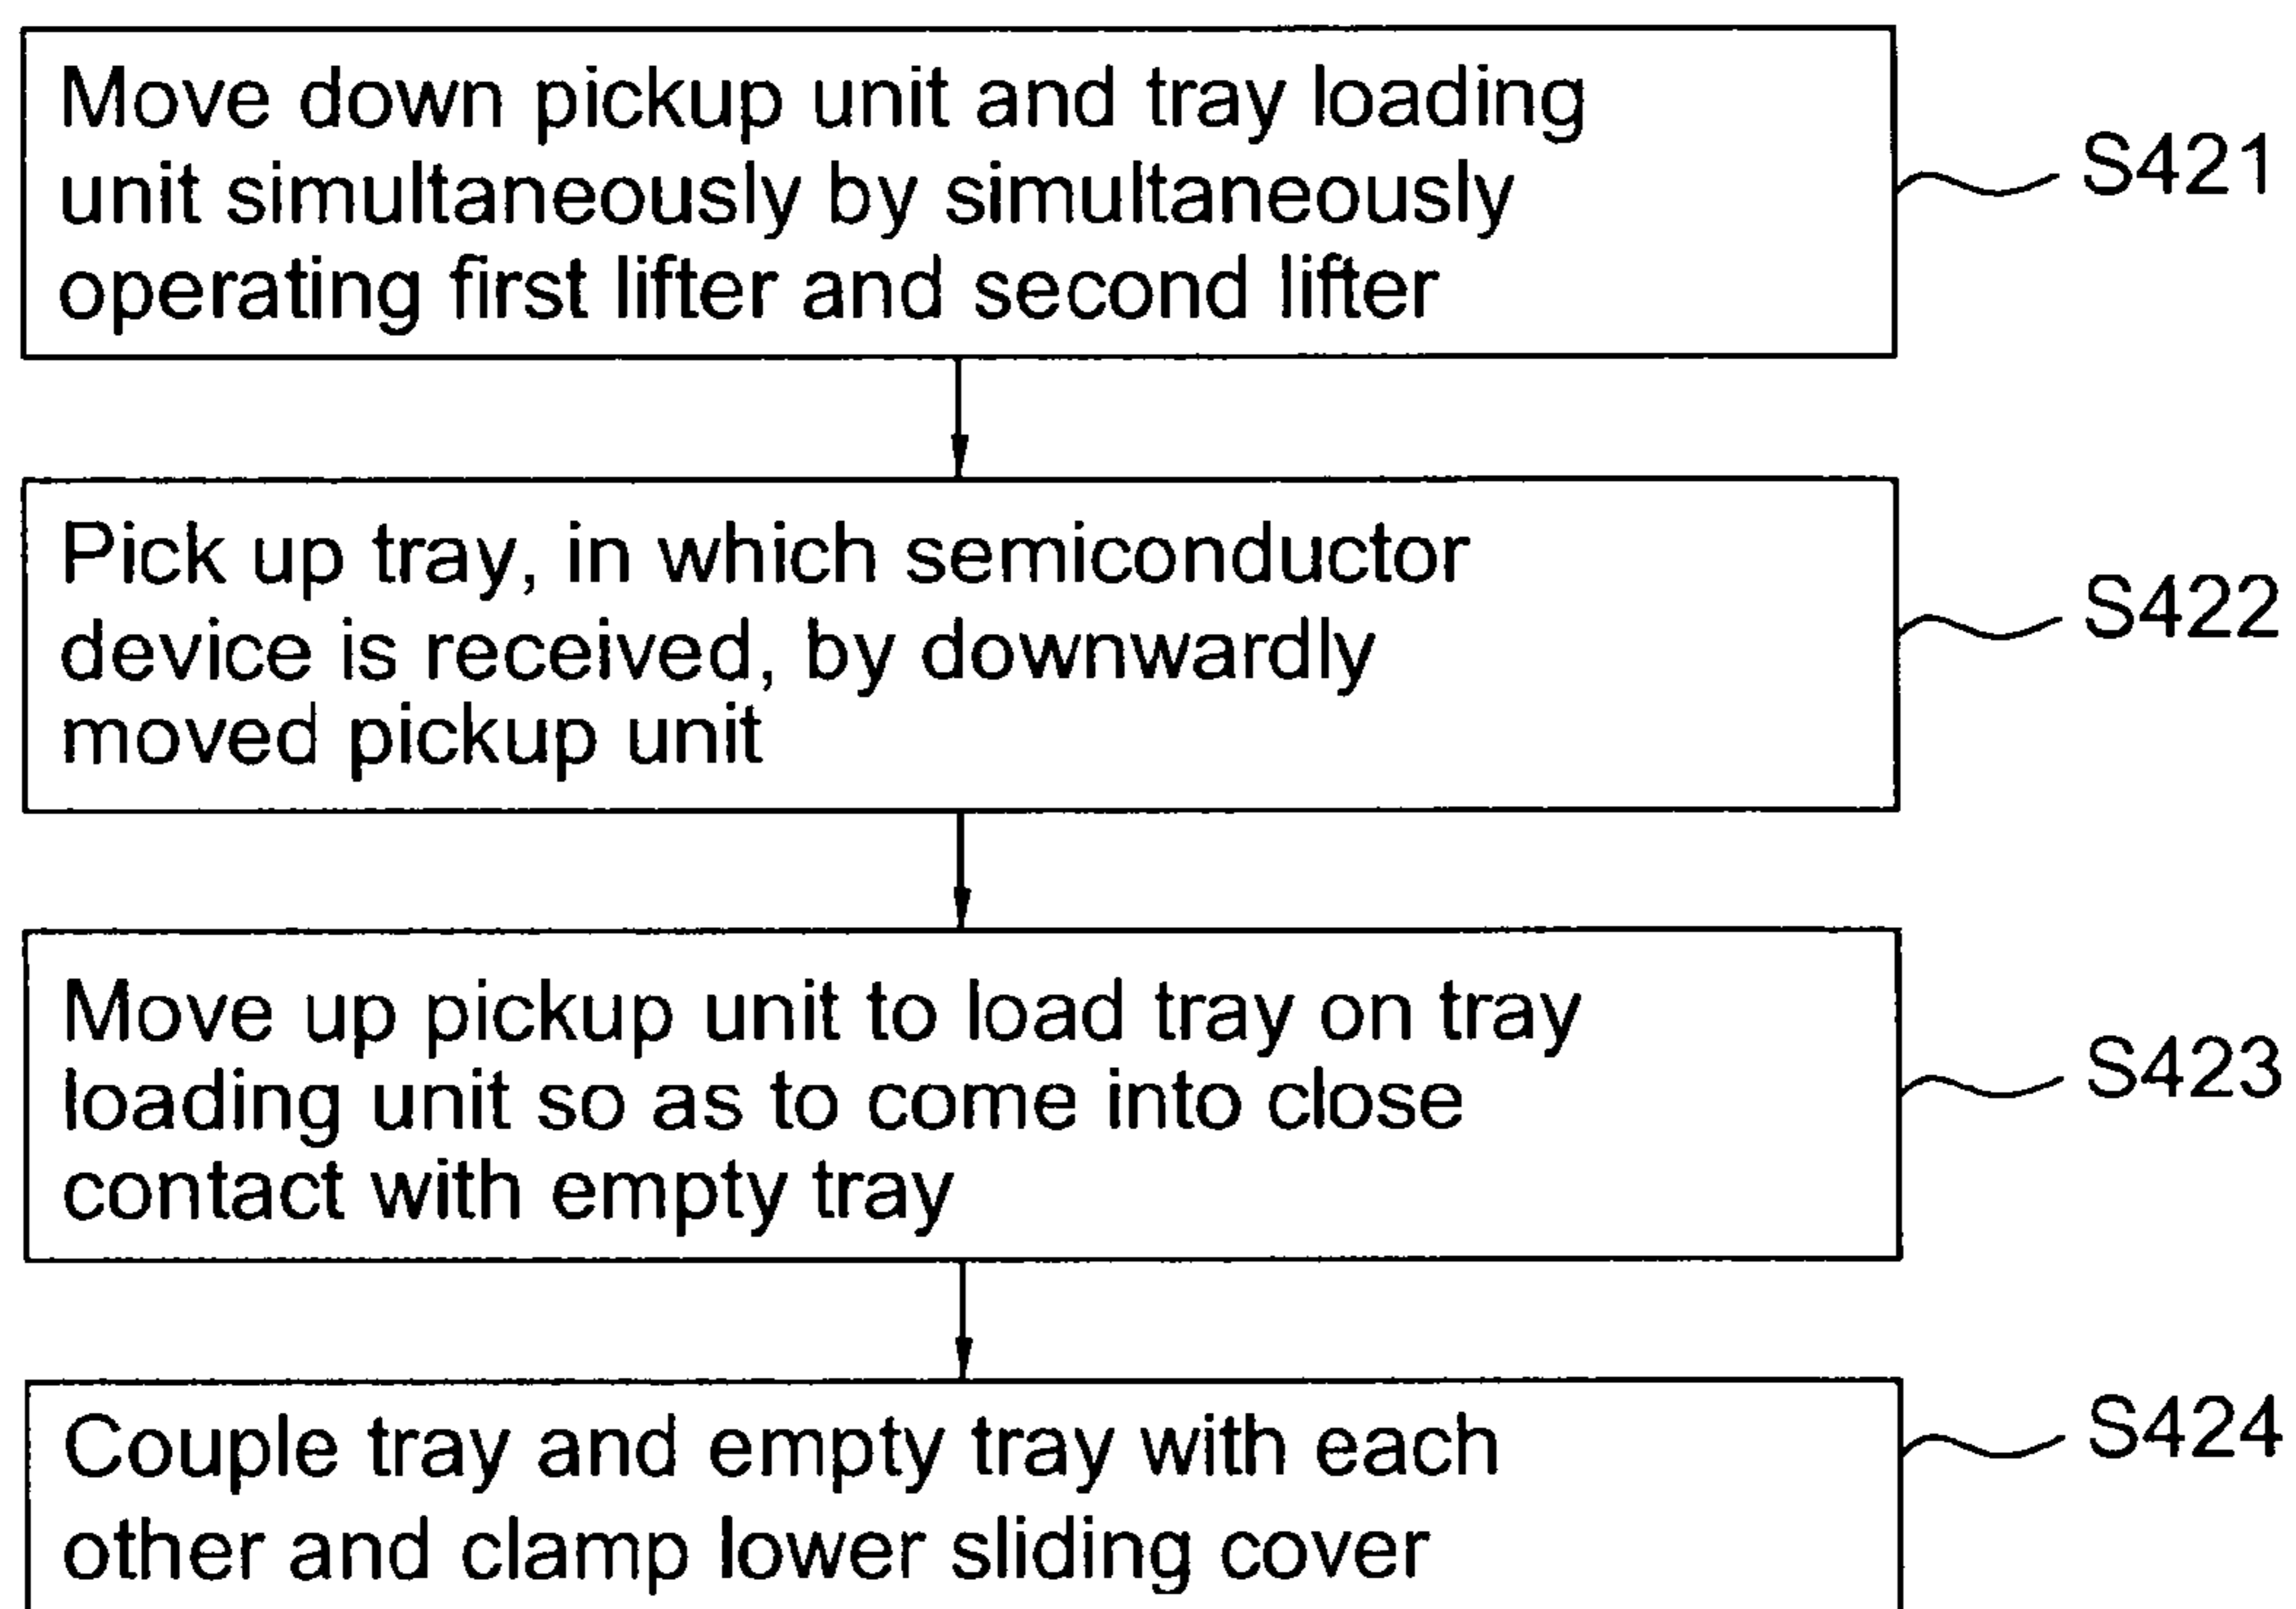 Move down pickup unit and tray loading
unit simultaneously by simultaneously
operating first lifter and second lifter
S421
Pick up tray, in which semiconductor
device is received, by downwardly
moved pickup unit
S422
Move up pickup unit to load tray on tray
loading unit so as to come into close
contact with empty tray
S423
Couple tray and empty tray with each
other and clamp lower sliding cover
S424